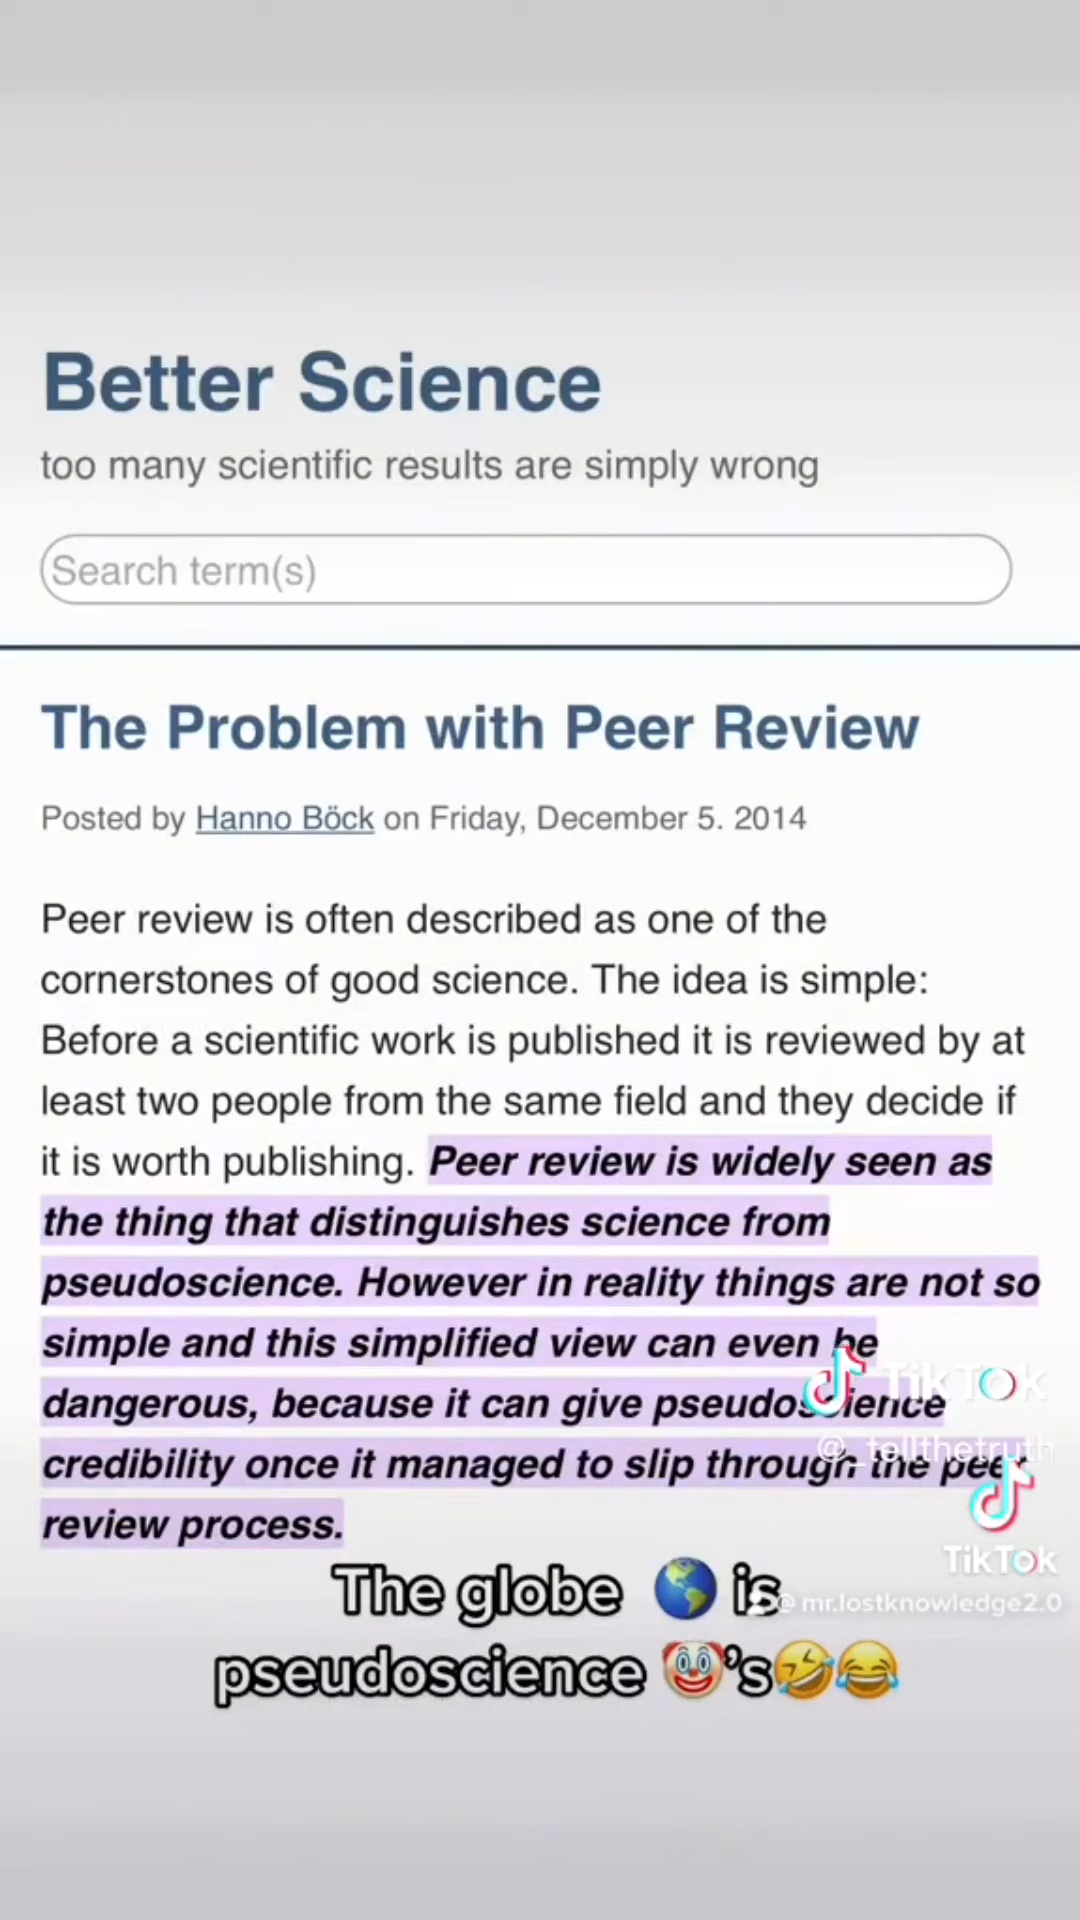 Better Science
too many scientific results are simply wrong
Search term(s)
The Problem with Peer Review
Posted by Hanno Böck on Friday, December 5. 2014
Peer review is often described as one of the
cornerstones of good science. The idea is simple:
Before a scientific work is published it is reviewed by at
least two people from the same field and they decide if
it is worth publishing. Peer review is widely seen as
the thing that distinguishes science from
pseudoscience. However in reality things are not so
simple and this simplified view can even be
dangerous, because it can give pseudoscience
credibility once it managed to slip through the peer
review process.
TikTok
@_tellthetruth
TikTok
@mr.lostknowledge2.0
The globe 🌎 is
pseudoscience 🤡's🤣😂